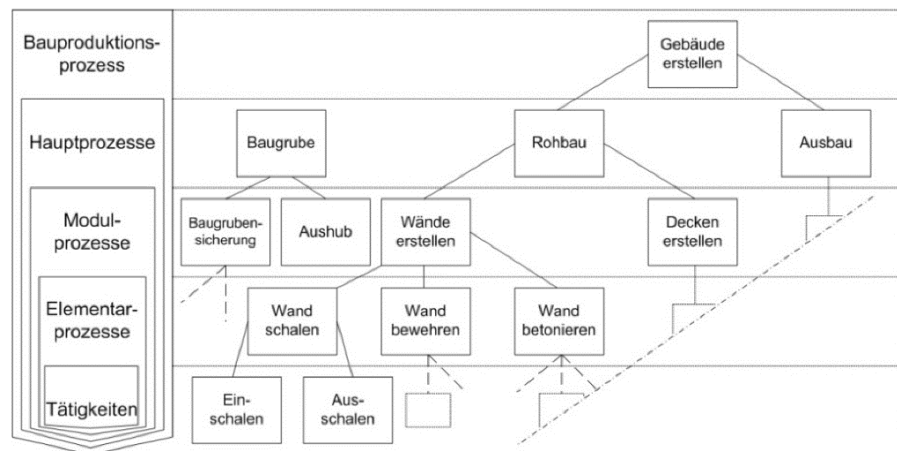 Bauproduktions-
prozess
Gebäude
erstellen
Hauptprozesse
Baugrube
Rohbau
Ausbau
Modul-
prozesse
Baugruben-
sicherung
Aushub
Wände
erstellen
Decken
erstellen
Elementar-
prozesse
Wand
schalen
Wand
bewehren
Wand
betonieren
Tätigkeiten
Ein-
schalen
Aus-
schalen